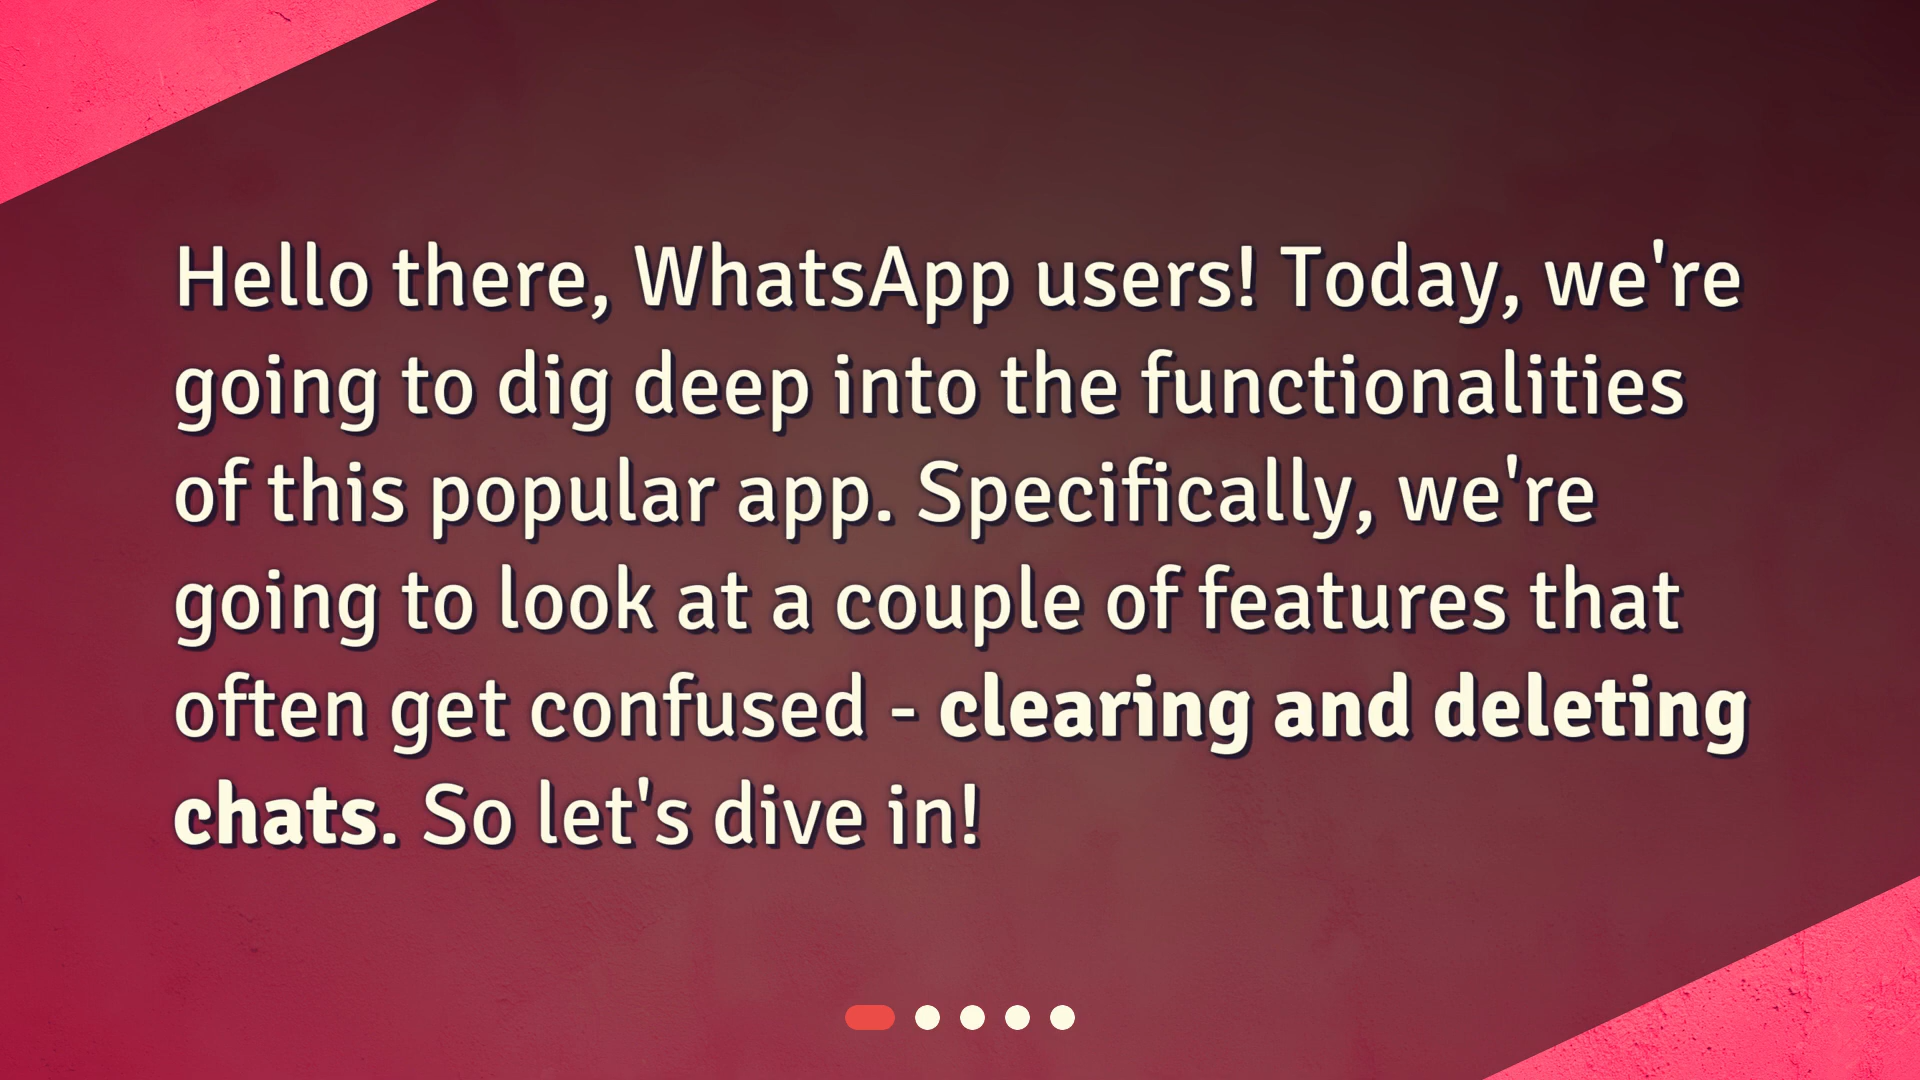 Hello there, WhatsApp users! Today, we're
going to dig deep into the functionalities
of this popular app. Specifically, we're
going to look at a couple of features that
often get confused - clearing and deleting
chats. So let's dive in!